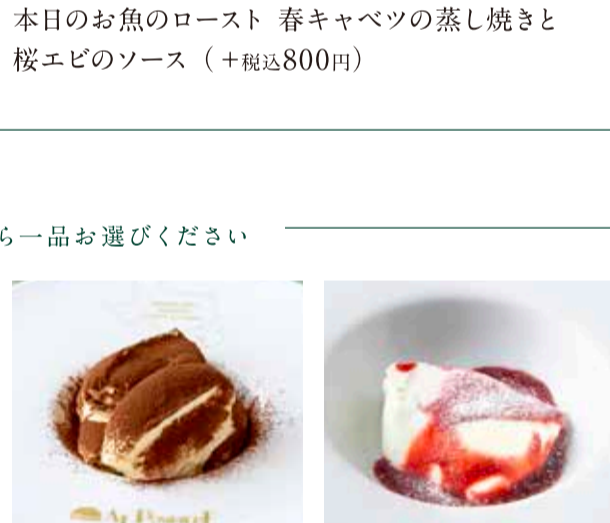 本日のお魚のロースト 春キャベツの蒸し焼きと
桜エビのソース（+税込800円）
ら一品お選びください